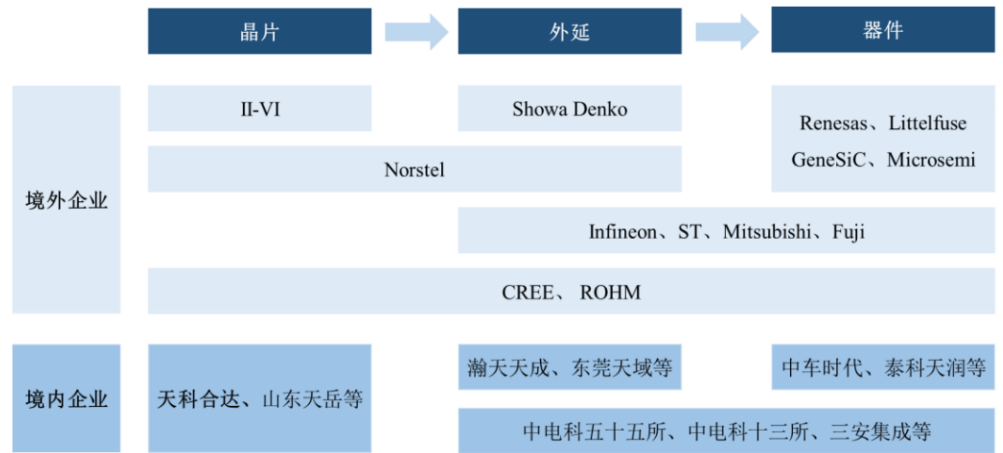 晶片
外延
器件
境外企业
II-VI
Showa Denko
Renesas、Littelfuse
GeneSiC、Microsemi
Norstel
Infineon、ST、Mitsubishi、Fuji
CREE、 ROHM
境内企业
天科合达、山东天岳等
瀚天天成、东莞天域等
中车时代、泰科天润等
中电科五十五所、中电科十三所、三安集成等